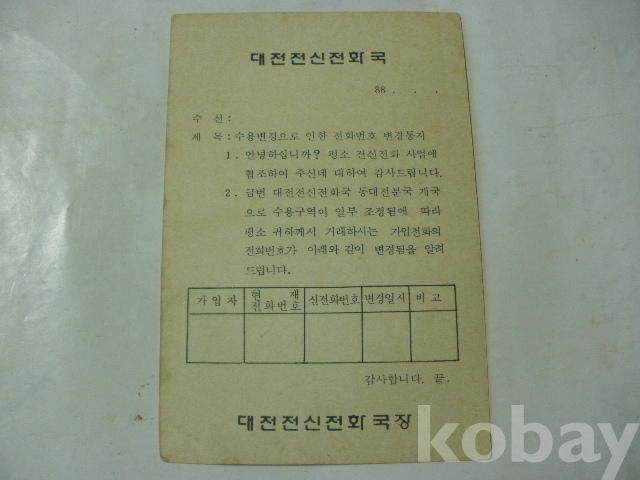 대전전신전화국
88 . . .
수 신 :
제 목 : 수용변경으로 인한 전화번호 변경통지
1 . 안녕하십니까? 평소 전신전화 사업에
협조하여 주신데 대하여 감사드립니다.
2 . 금번 대전전신전화국 동대전분국 개국
으로 수용구역이 일부 조정됨에 따라
평소 귀하께서 거래하시는 가입전화의
전화번호가 아래와 같이 변경됨을 알려
드립니다.
가 입 자 현 재 전화번호 신전화번호 변경일시 비 고
감사합니다. 끝.
대전전신전화국장
kobay